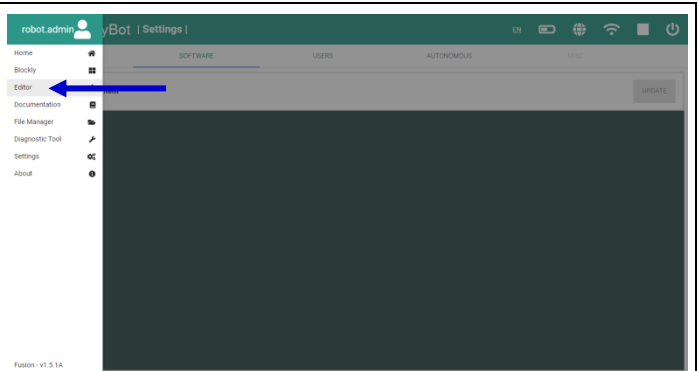 robot.admin yBot | Settings | EN
Home SOFTWARE USERS AUTONOMOUS MISC
Blockly
Editor UPDATE
Documentation
File Manager
Diagnostic Tool
Settings
About
Fusion - v1.5.1A